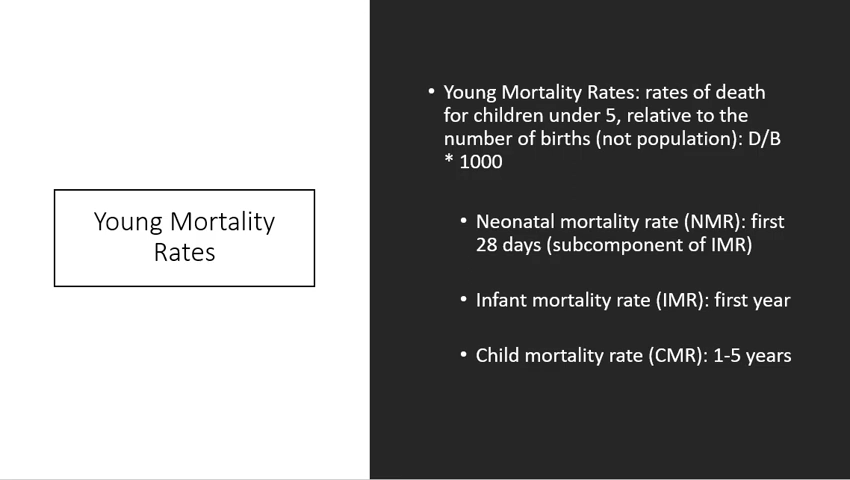 Young Mortality
Rates
• Young Mortality Rates: rates of death
for children under 5, relative to the
number of births (not population): D/B
* 1000
• Neonatal mortality rate (NMR): first
28 days (subcomponent of IMR)
• Infant mortality rate (IMR): first year
• Child mortality rate (CMR): 1-5 years